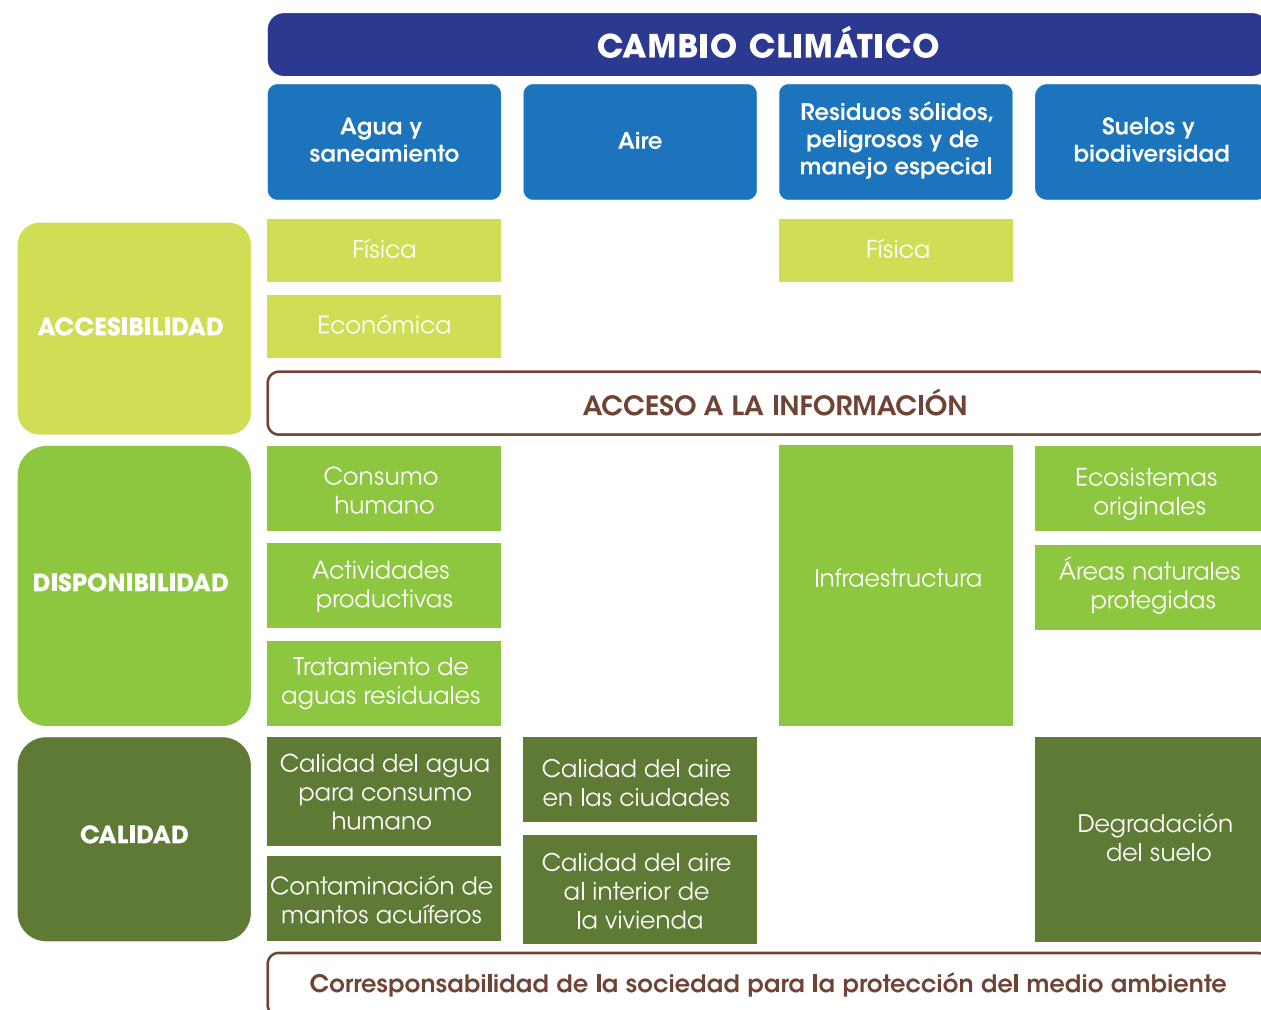 CAMBIO CLIMÁTICO
Agua y
saneamiento
Aire
Residuos sólidos,
peligrosos y de
manejo especial
Suelos y
biodiversidad
ACCESIBILIDAD
Física
Económica
Física
ACCESO A LA INFORMACIÓN
DISPONIBILIDAD
Consumo
humano
Actividades
productivas
Tratamiento de
aguas residuales
Infraestructura
Ecosistemas
originales
Áreas naturales
protegidas
CALIDAD
Calidad del agua
para consumo
humano
Contaminación de
mantos acuíferos
Calidad del aire
en las ciudades
Calidad del aire
al interior de
la vivienda
Degradación
del suelo
Corresponsabilidad de la sociedad para la protección del medio ambiente